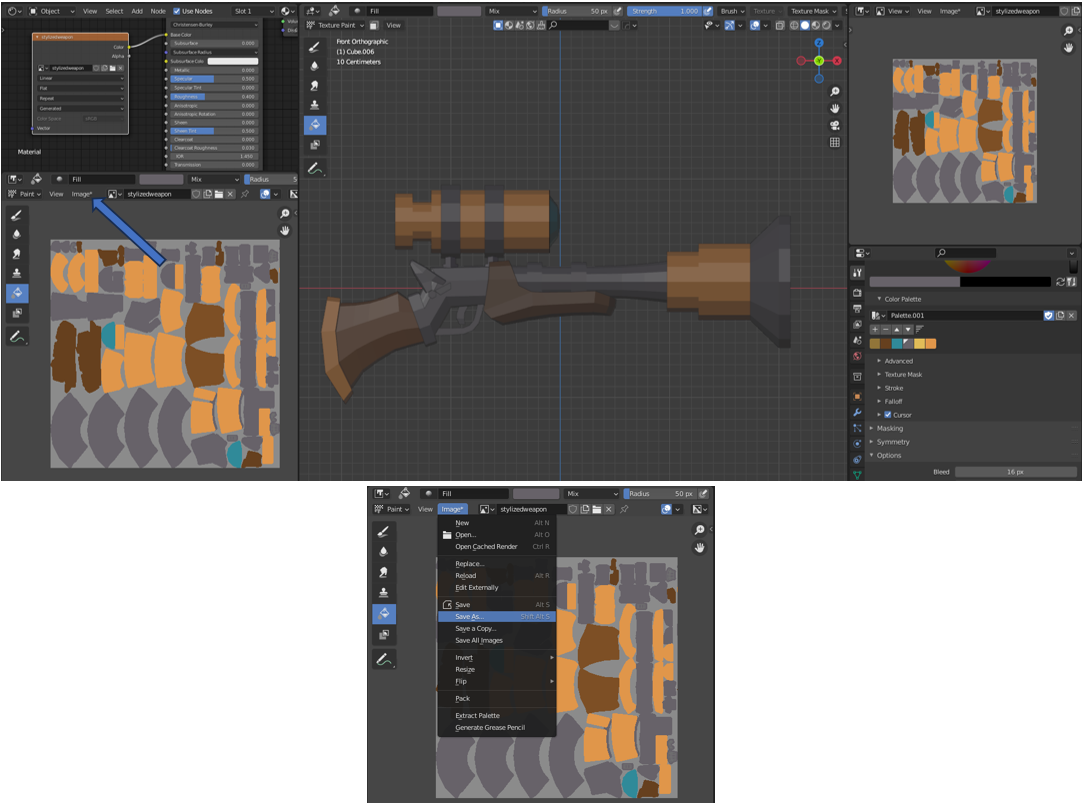 Object
View
Select
Add
Node
Use Nodes
Slot 1
stylizedweapon
Color
Alpha
stylizedweapon
Linear
Flat
Repeat
Generated
Color Space
sRGB
Vector
Material
Christensen-Burley
Base Color
Subsurface 0.000
Subsurface Radius
Subsurface Colo
Metallic 0.000
Specular 0.500
Specular Tint 0.000
Roughness 0.400
Anisotropic 0.000
Anisotropic Rotation 0.000
Sheen 0.000
Sheen Tint 0.500
Clearcoat 0.000
Clearcoat Roughness 0.030
IOR 1.450
Transmission 0.000
Fill
Mix
Radius 5
Paint
View
Image*
stylizedweapon
Fill
Mix
Radius 50 px
Strength 1.000
Brush
Texture Mask
Texture Paint
View
Front Orthographic
(1) Cube.006
10 Centimeters
Z
Y
X
View
View
Image*
stylizedweapon
Color Palette
Palette.001
Advanced
Texture Mask
Stroke
Falloff
Cursor
Masking
Symmetry
Options
Bleed 16 px
Fill
Mix
Radius 50 px
Paint
View
Image*
stylizedweapon
New Alt N
Open... Alt O
Open Cached Render Ctrl R
Replace...
Reload Alt R
Edit Externally
Save Alt S
Save As... Shift Alt S
Save a Copy...
Save All Images
Invert
Resize
Flip
Pack
Extract Palette
Generate Grease Pencil